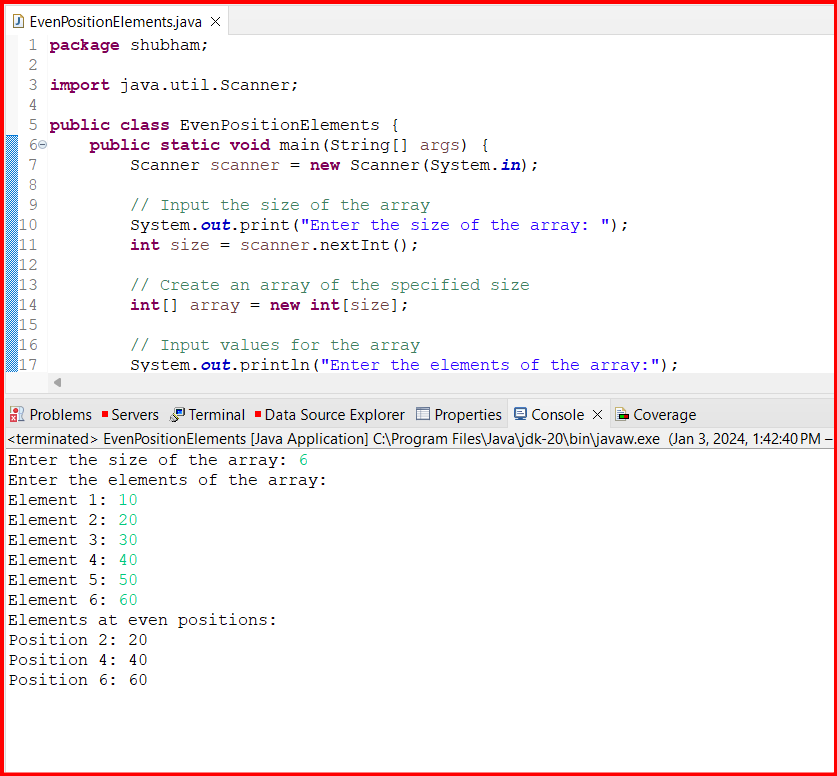 EvenPositionElements.java
1 package shubham;
2
3 import java.util.Scanner;
4
5 public class EvenPositionElements {
6 public static void main(String[] args) {
7 Scanner scanner = new Scanner(System.in);
8
9 // Input the size of the array
10 System.out.print("Enter the size of the array: ");
11 int size = scanner.nextInt();
12
13 // Create an array of the specified size
14 int[] array = new int[size];
15
16 // Input values for the array
17 System.out.println("Enter the elements of the array:");
Problems Servers Terminal Data Source Explorer Properties Console Coverage
<terminated> EvenPositionElements [Java Application] C:\Program Files\Java\jdk-20\bin\javaw.exe (Jan 3, 2024, 1:42:40 PM –
Enter the size of the array: 6
Enter the elements of the array:
Element 1: 10
Element 2: 20
Element 3: 30
Element 4: 40
Element 5: 50
Element 6: 60
Elements at even positions:
Position 2: 20
Position 4: 40
Position 6: 60